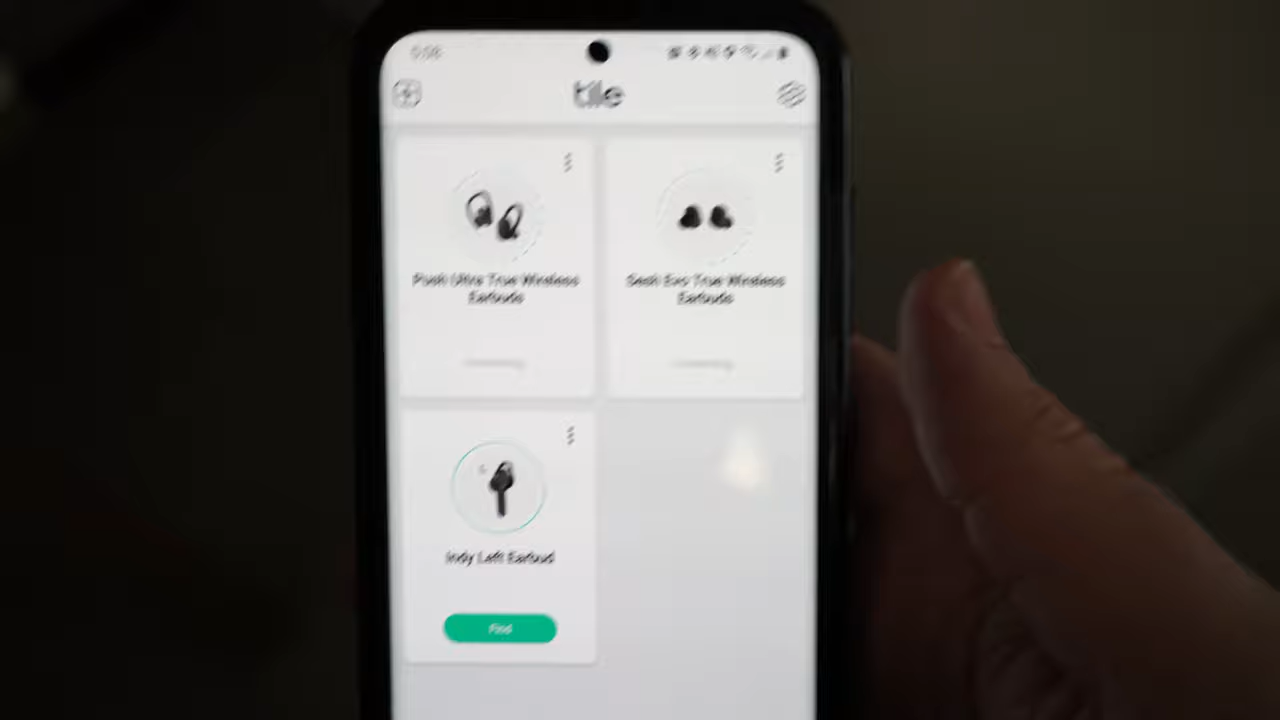 tile
Push Ultra True Wireless
Earbuds
Sesh Evo True Wireless
Earbuds
Indy Left Earbud
Find